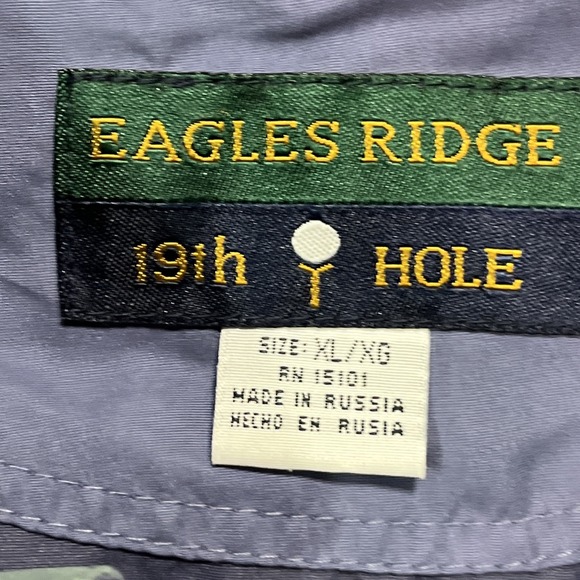 EAGLES RIDGE
19th HOLE
SIZE: XL/XG
RN 15101
MADE IN RUSSIA
HECHO EN RUSIA